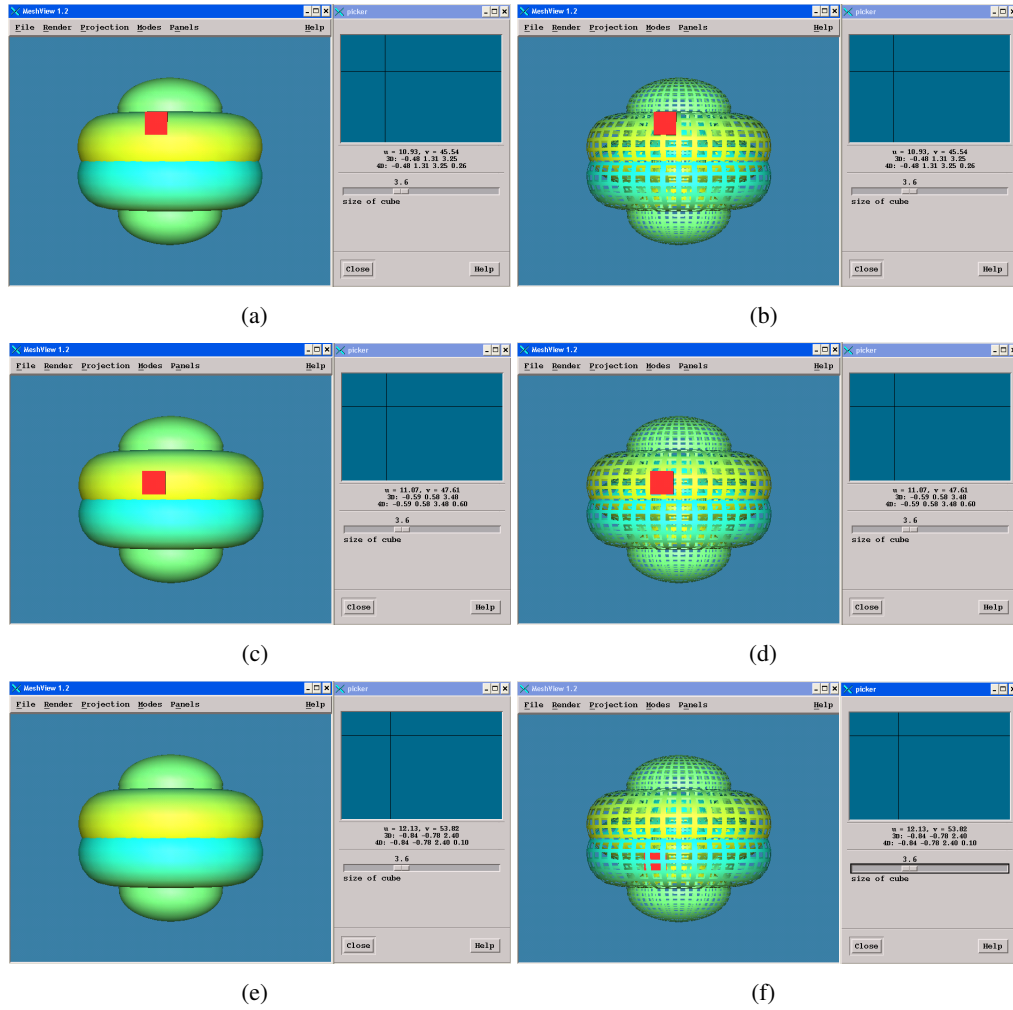 MeshView 1.2
picker
File Render Projection Modes Panels Help
u = 10.93, v = 45.54
3D: -0.48 1.31 3.25
4D: -0.48 1.31 3.25 0.26
3.6
size of cube
Close Help
(a)
MeshView 1.2
picker
File Render Projection Modes Panels Help
u = 10.93, v = 45.54
3D: -0.48 1.31 3.25
4D: -0.48 1.31 3.25 0.26
3.6
size of cube
Close Help
(b)
MeshView 1.2
picker
File Render Projection Modes Panels Help
u = 11.07, v = 47.61
3D: -0.59 0.58 3.48
4D: -0.59 0.58 3.48 0.60
3.6
size of cube
Close Help
(c)
MeshView 1.2
picker
File Render Projection Modes Panels Help
u = 11.07, v = 47.61
3D: -0.59 0.58 3.48
4D: -0.59 0.58 3.48 0.60
3.6
size of cube
Close Help
(d)
MeshView 1.2
picker
File Render Projection Modes Panels Help
u = 12.13, v = 53.82
3D: -0.84 -0.78 2.40
4D: -0.84 -0.78 2.40 0.10
3.6
size of cube
Close Help
(e)
MeshView 1.2
picker
File Render Projection Modes Panels Help
u = 12.13, v = 53.82
3D: -0.84 -0.78 2.40
4D: -0.84 -0.78 2.40 0.10
3.6
size of cube
Close Help
(f)